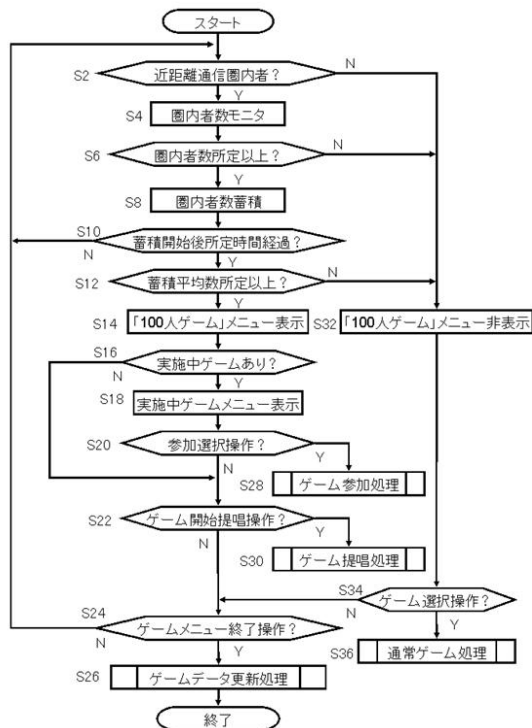 スタート
S2 近距離通信圏内者? N
Y
S4 圏内者数モニタ
S6 圏内者数所定以上? N
Y
S8 圏内者数蓄積
S10 蓄積開始後所定時間経過?
N Y
S12 蓄積平均数所定以上? N
Y
S14 「100人ゲーム」メニュー表示 S32 「100人ゲーム」メニュー非表示
S16 実施中ゲームあり?
N Y
S18 実施中ゲームメニュー表示
S20 参加選択操作? Y
N
S28 ゲーム参加処理
S22 ゲーム開始提唱操作? Y
N
S30 ゲーム提唱処理
S34 ゲーム選択操作?
N Y
S24 ゲームメニュー終了操作?
N Y
S36 通常ゲーム処理
S26 ゲームデータ更新処理
終了